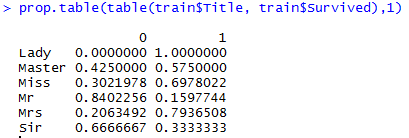 > prop.table(table(train$Title, train$Survived),1)
0 1
Lady 0.0000000 1.0000000
Master 0.4250000 0.5750000
Miss 0.3021978 0.6978022
Mr 0.8402256 0.1597744
Mrs 0.2063492 0.7936508
Sir 0.6666667 0.3333333